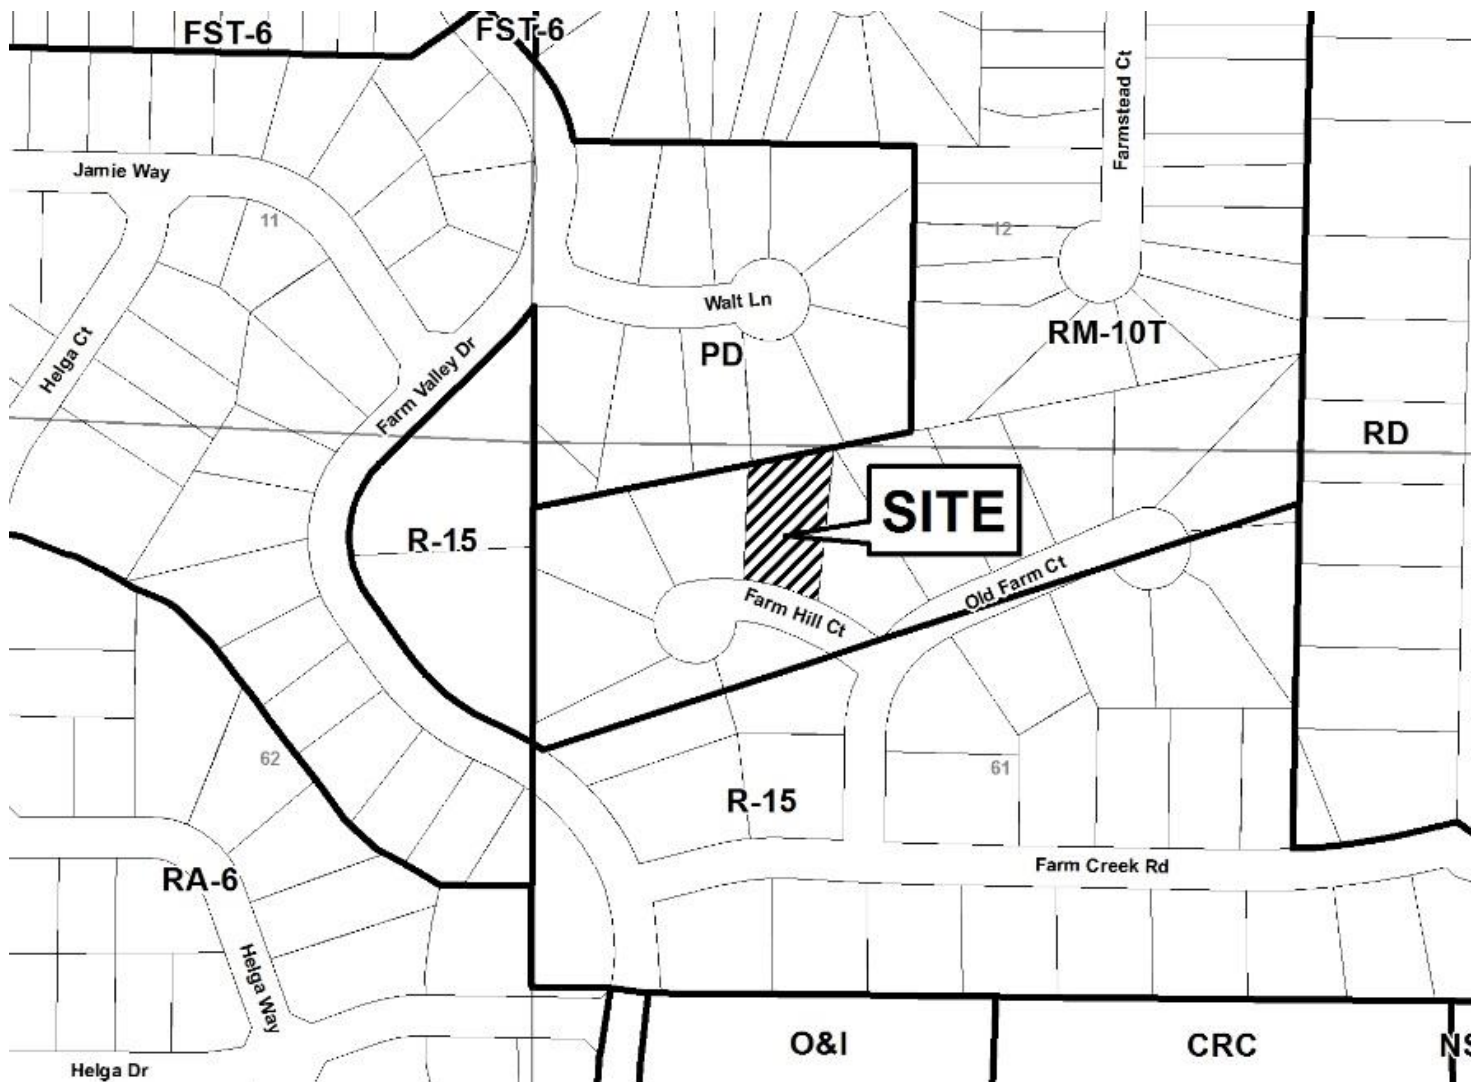 FST-6
FST-6
Farmstead Ct
Jamie Way
11
12
Walt Ln
RM-10T
Helga Ct
PD
Farm Valley Dr
RD
SITE
R-15
Old Farm Ct
Farm Hill Ct
62
61
R-15
Farm Creek Rd
RA-6
Helga Way
O&I
CRC
NS
Helga Dr